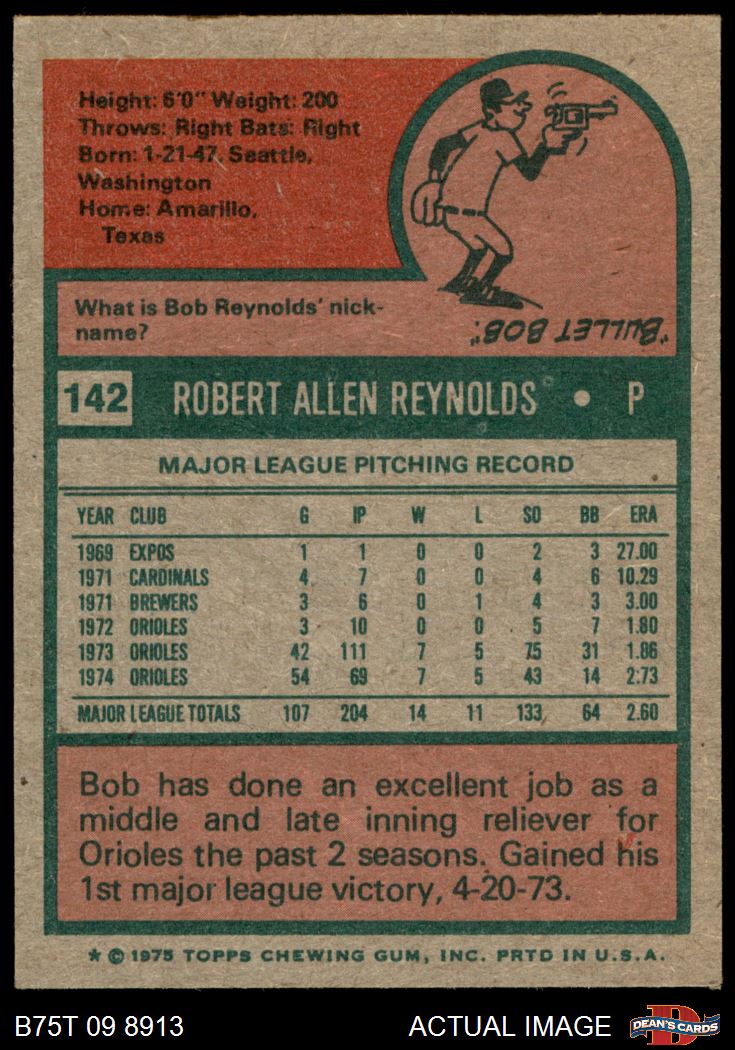 Height: 6'0" Weight: 200
Throws: Right Bats: Right
Born: 1-21-47, Seattle,
Washington
Home: Amarillo,
Texas
What is Bob Reynolds' nick-
name?
"BULLET BOB".
142 ROBERT ALLEN REYNOLDS • P
MAJOR LEAGUE PITCHING RECORD
YEAR CLUB G IP W L SO BB ERA
1969 EXPOS 1 1 0 0 2 3 27.00
1971 CARDINALS 4 7 0 0 4 6 10.29
1971 BREWERS 3 6 0 1 4 3 3.00
1972 ORIOLES 3 10 0 0 5 7 1.80
1973 ORIOLES 42 111 7 5 75 31 1.86
1974 ORIOLES 54 69 7 5 43 14 2.73
MAJOR LEAGUE TOTALS 107 204 14 11 133 64 2.60
Bob has done an excellent job as a
middle and late inning reliever for
Orioles the past 2 seasons. Gained his
1st major league victory, 4-20-73.
* © 1975 TOPPS CHEWING GUM, INC. PRTD IN U.S.A.
B75T 09 8913 ACTUAL IMAGE DEAN'S CARDS